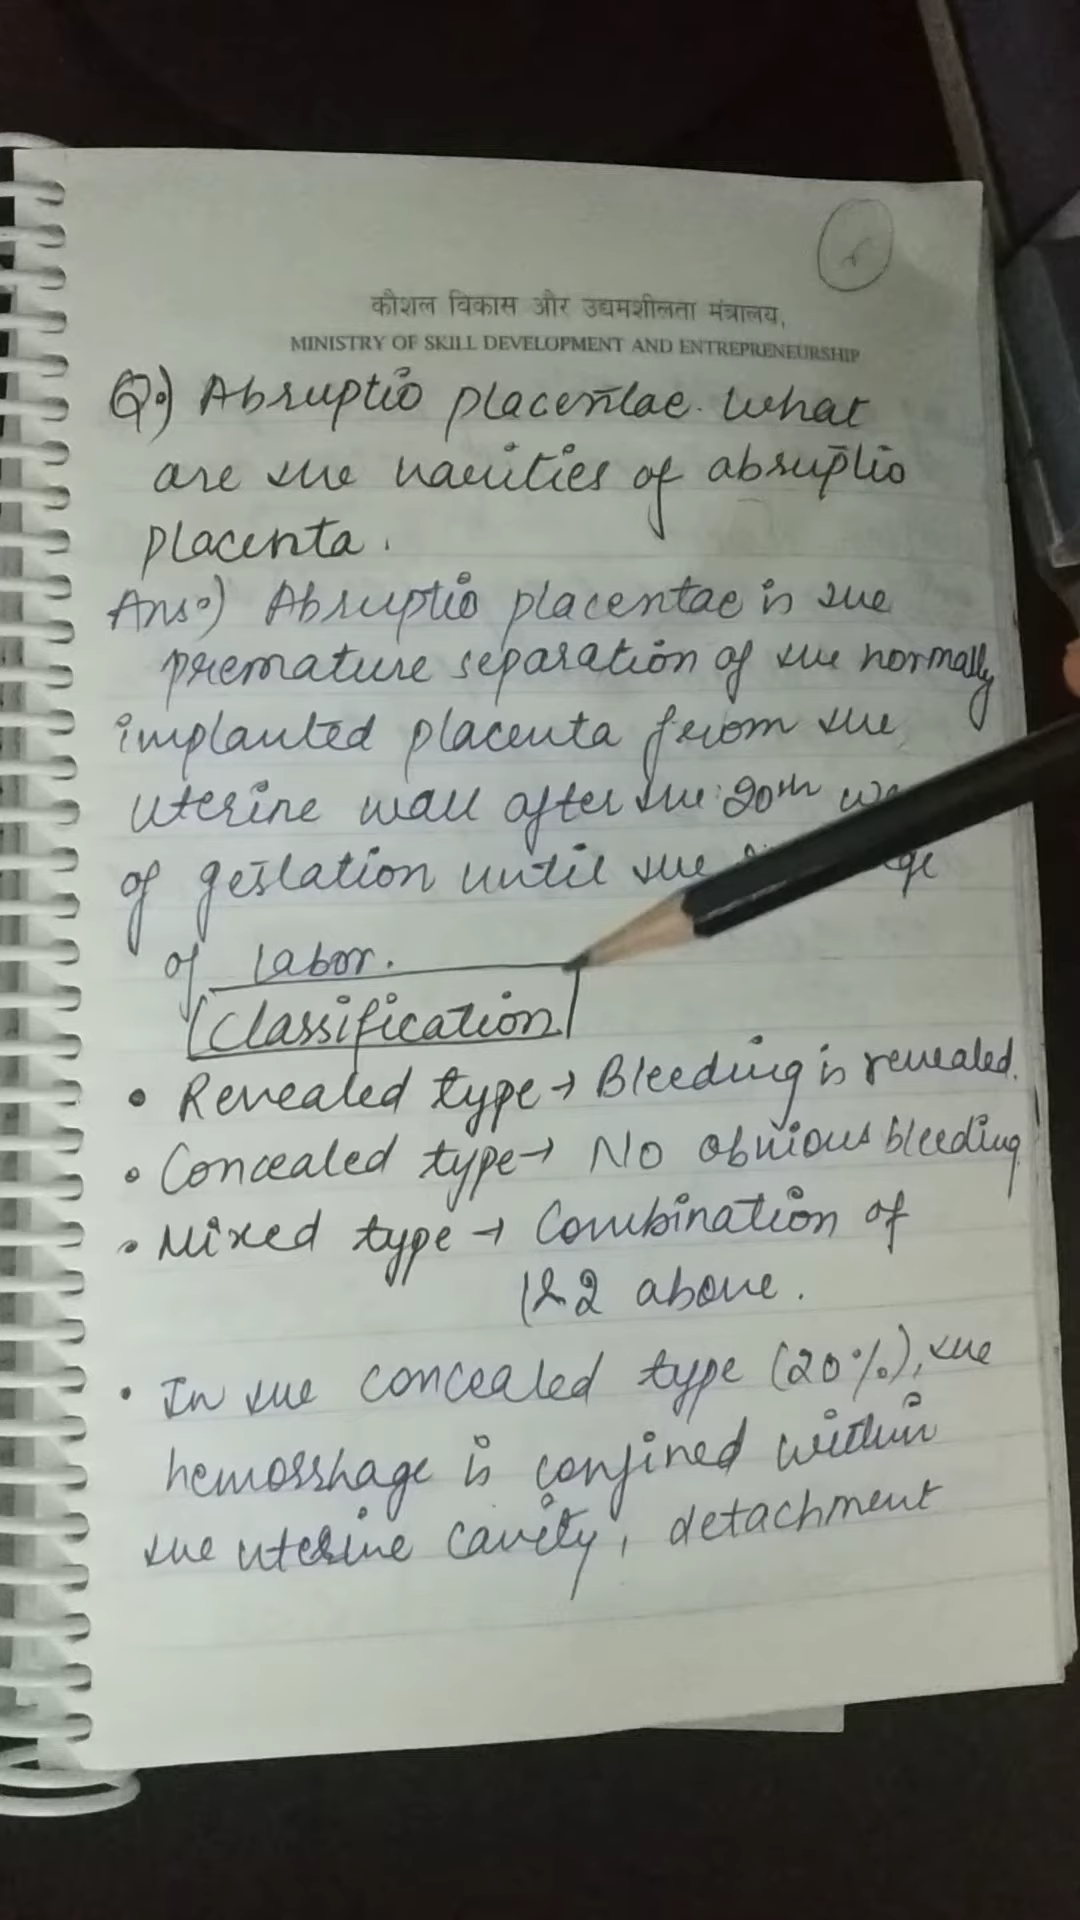 कौशल विकास और उद्यमशीलता मंत्रालय,
MINISTRY OF SKILL DEVELOPMENT AND ENTREPRENEURSHIP
Q.) Abruptio placentae. What
are the varities of abruptio
placenta.
Ans.) Abruptio placentae is the
premature separation of the normally
implanted placenta from the
uterine wall after the 20th
of gestation until the
of labor.
Classification
• Revealed type → Bleeding is revealed.
• Concealed type → No obvious bleeding
• Mixed type → Combination of
1&2 above.
• In the concealed type (20%), the
hemorrhage is confined within
the uterine cavity, detachment